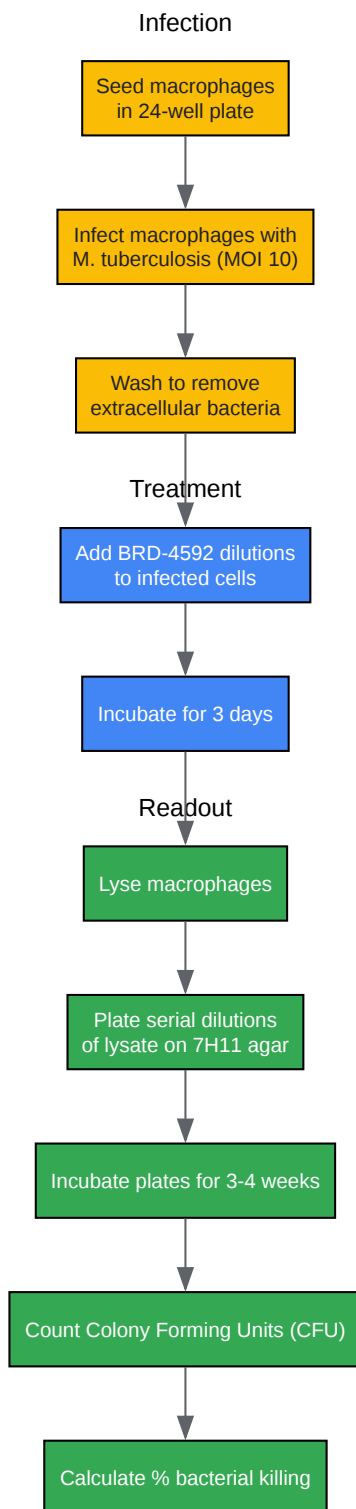 Infection
Seed macrophages
in 24-well plate
Infect macrophages with
M. tuberculosis (MOI 10)
Wash to remove
extracellular bacteria
Treatment
Add BRD-4592 dilutions
to infected cells
Incubate for 3 days
Readout
Lyse macrophages
Plate serial dilutions
of lysate on 7H11 agar
Incubate plates for 3-4 weeks
Count Colony Forming Units (CFU)
Calculate % bacterial killing